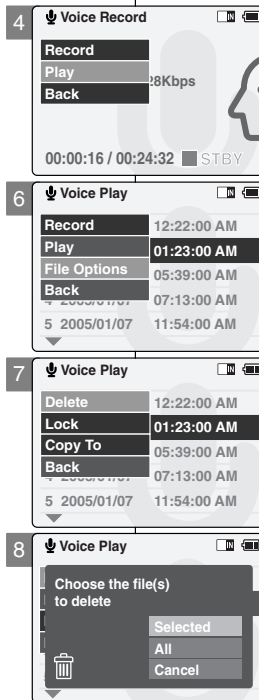 4
Voice Record
IN
Record
Play
Back
28Kbps
00:00:16 / 00:24:32 STBY
6
Voice Play
IN
Record 12:22:00 AM
Play 01:23:00 AM
File Options 05:39:00 AM
Back
07:13:00 AM
5 2005/01/07 11:54:00 AM
7
Voice Play
IN
Delete 12:22:00 AM
Lock 01:23:00 AM
Copy To 05:39:00 AM
Back
07:13:00 AM
5 2005/01/07 11:54:00 AM
8
Voice Play
IN
Choose the file(s)
to delete
Selected
All
Cancel